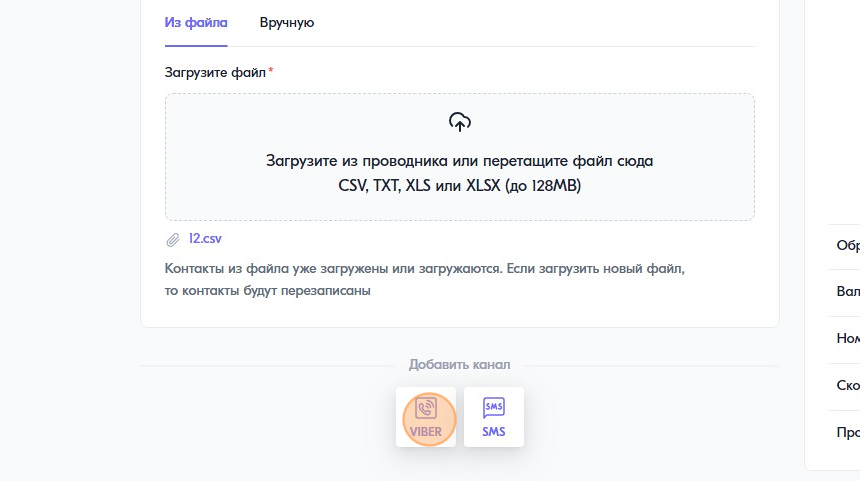 Из файла Вручную
Загрузите файл*
Загрузите из проводника или перетащите файл сюда
CSV, TXT, XLS или XLSX (до 128MB)
12.csv
Контакты из файла уже загружены или загружаются. Если загрузить новый файл,
то контакты будут перезаписаны
Добавить канал
VIBER
SMS
SMS
Обр
Вал
Ном
Ско
Про